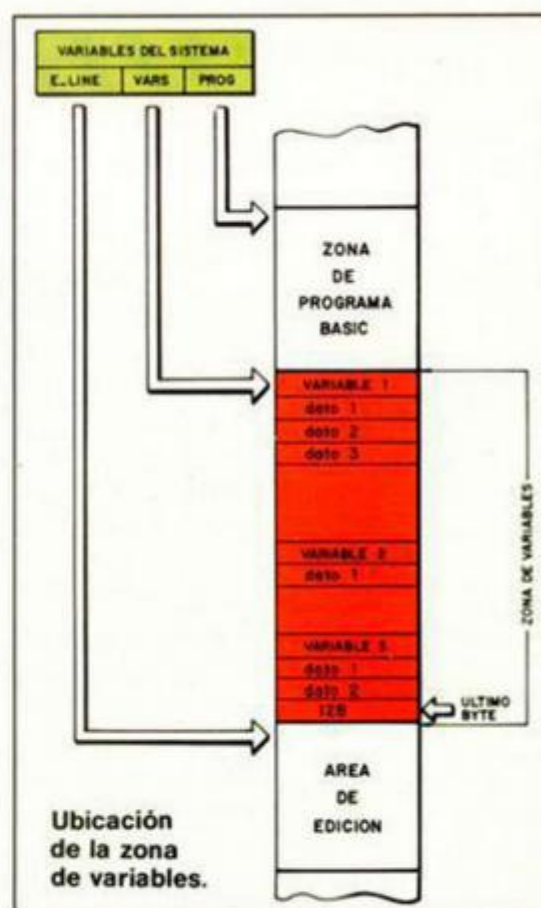 VARIABLES DEL SISTEMA
E_LINE VARS PROG
ZONA
DE
PROGRAMA
BASIC
VARIABLE 1
dato 1
dato 2
dato 3
VARIABLE 2
dato 1
VARIABLE 3
dato 1
dato 2
128
ULTIMO
BYTE
ZONA DE VARIABLES
AREA
DE
EDICION
Ubicación
de la zona
de variables.